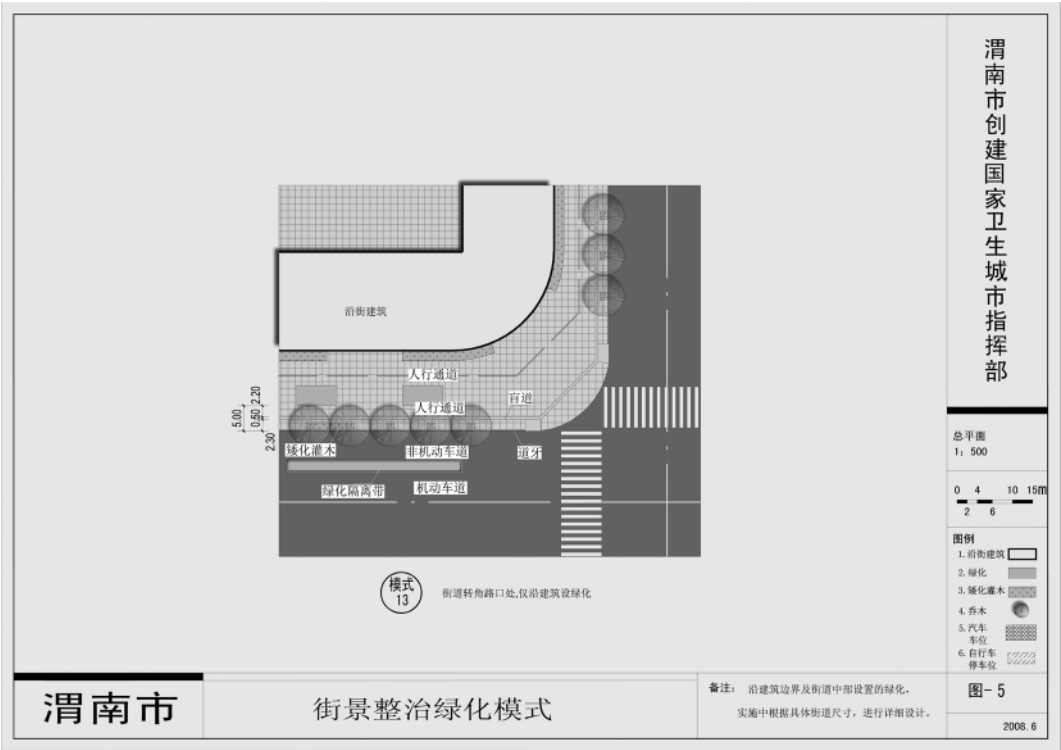 渭南市创建国家卫生城市指挥部
沿街建筑
人行通道
人行通道
盲道
5.00
0.50 2.20
2.30
矮化灌木
非机动车道
道牙
绿化隔离带
机动车道
模式
13
街道转角路口处,仅沿建筑设绿化
总平面
1: 500
0 4 10 15m
2 6
图例
1.沿街建筑
2.绿化
3.矮化灌木
4.乔木
5.汽车
车位
6.自行车
停车位
渭南市
街景整治绿化模式
备注: 沿建筑边界及街道中部设置的绿化,
实施中根据具体街道尺寸, 进行详细设计.
图-5
2008.6